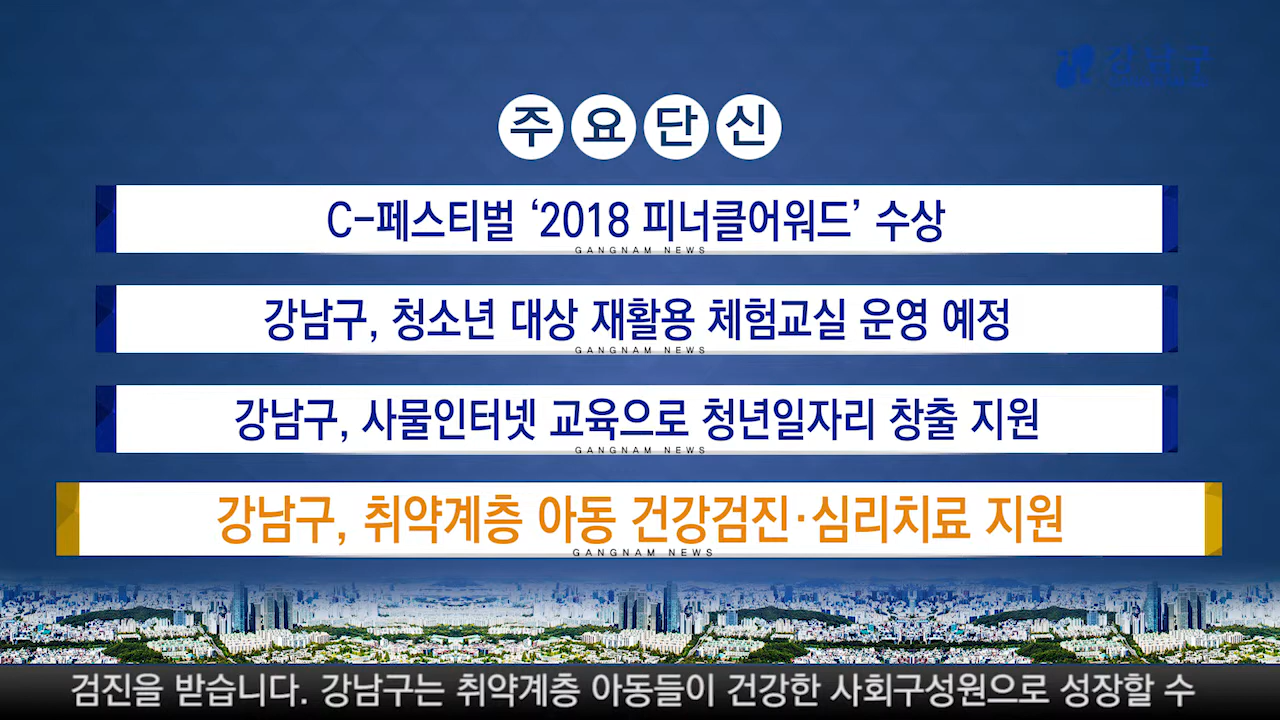 강남구
주요단신
C-페스티벌 ‘2018 피너클어워드’ 수상
GANGNAM NEWS
강남구, 청소년 대상 재활용 체험교실 운영 예정
GANGNAM NEWS
강남구, 사물인터넷 교육으로 청년일자리 창출 지원
GANGNAM NEWS
강남구, 취약계층 아동 건강검진·심리치료 지원
GANGNAM NEWS
검진을 받습니다. 강남구는 취약계층 아동들이 건강한 사회구성원으로 성장할 수